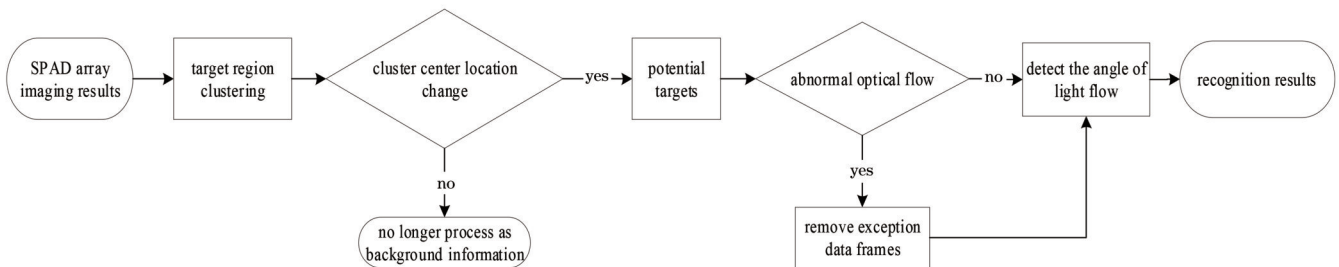 SPAD array
imaging results
target region
clustering
cluster center location
change
yes
potential
targets
abnormal optical flow
no
detect the angle of
light flow
recognition results
no
no longer process as
background information
yes
remove exception
data frames